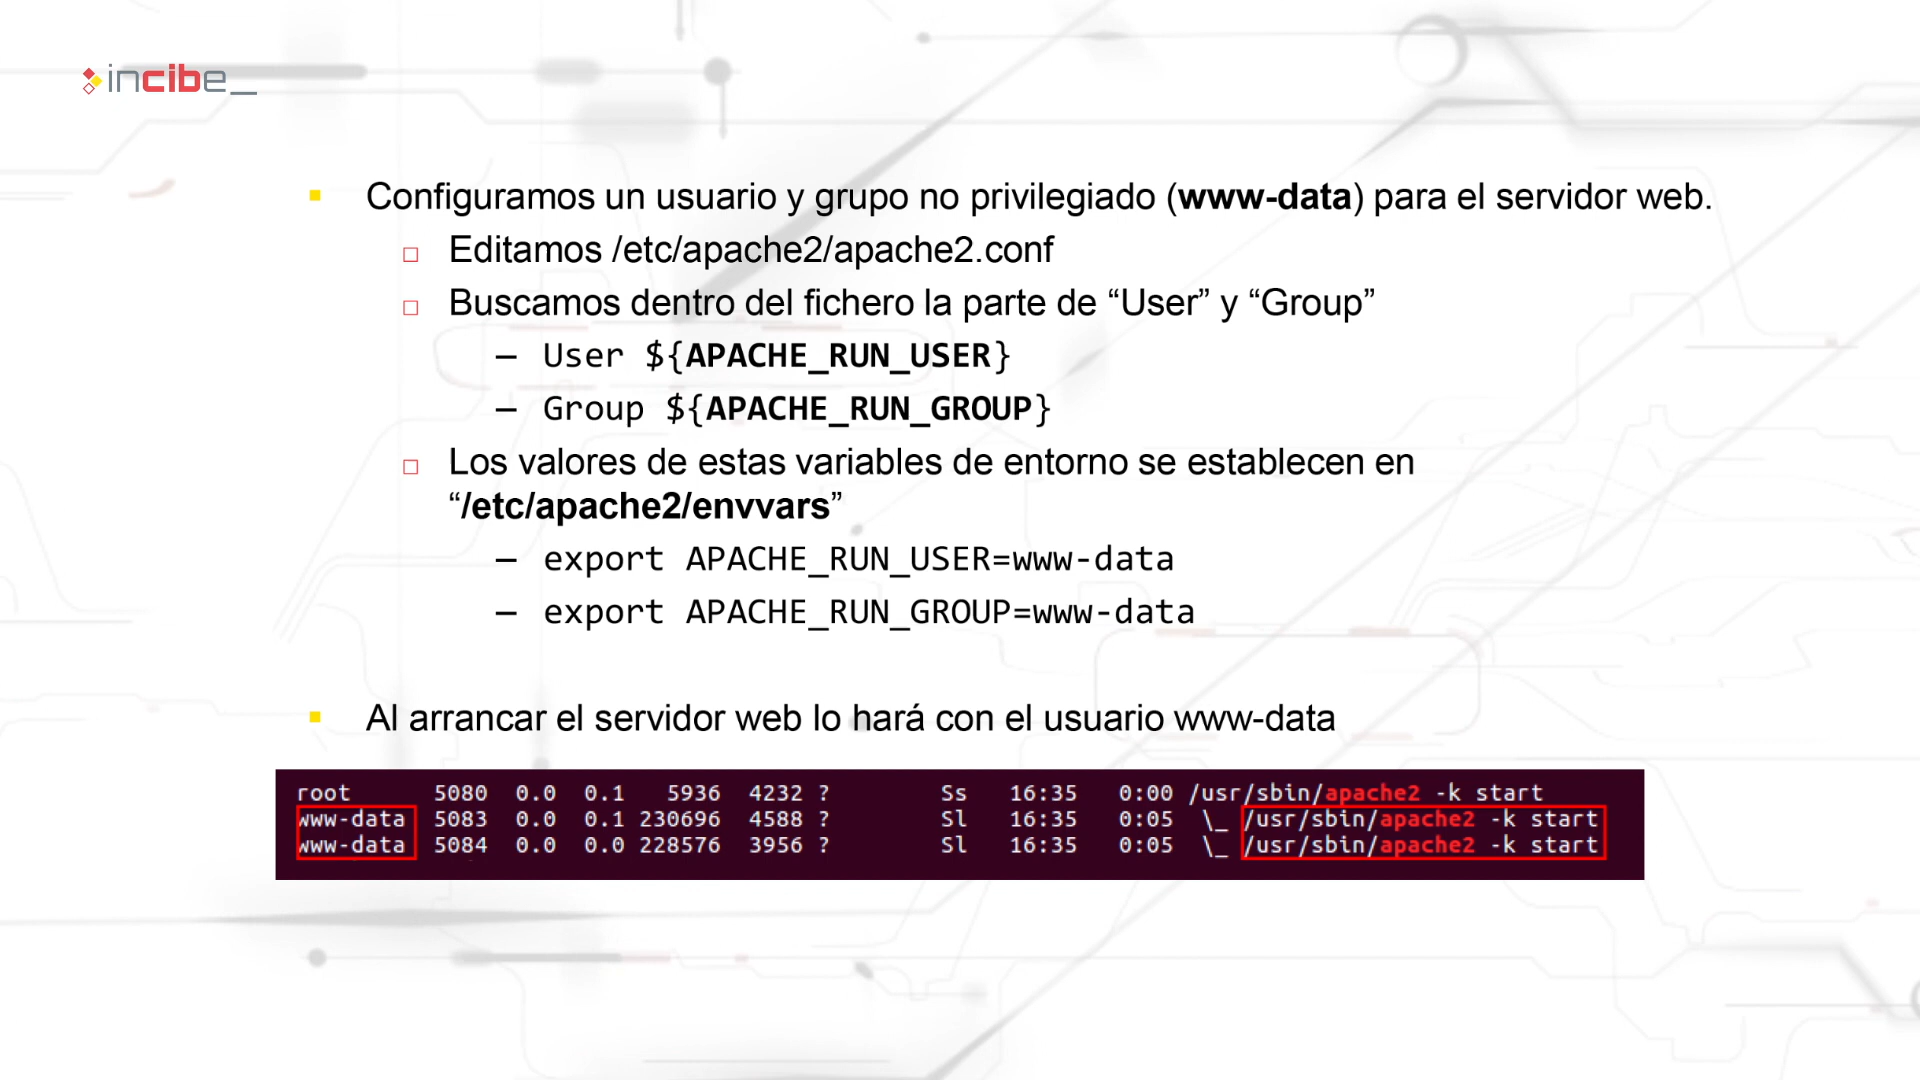 incibe_
Configuramos un usuario y grupo no privilegiado (www-data) para el servidor web.
Editamos /etc/apache2/apache2.conf
Buscamos dentro del fichero la parte de “User” y “Group”
– User ${APACHE_RUN_USER}
– Group ${APACHE_RUN_GROUP}
Los valores de estas variables de entorno se establecen en
“/etc/apache2/envvars”
– export APACHE_RUN_USER=www-data
– export APACHE_RUN_GROUP=www-data
Al arrancar el servidor web lo hará con el usuario www-data
root 5080 0.0 0.1 5936 4232 ? Ss 16:35 0:00 /usr/sbin/apache2 -k start
www-data 5083 0.0 0.1 230696 4588 ? Sl 16:35 0:05 \_ /usr/sbin/apache2 -k start
www-data 5084 0.0 0.0 228576 3956 ? Sl 16:35 0:05 \_ /usr/sbin/apache2 -k start